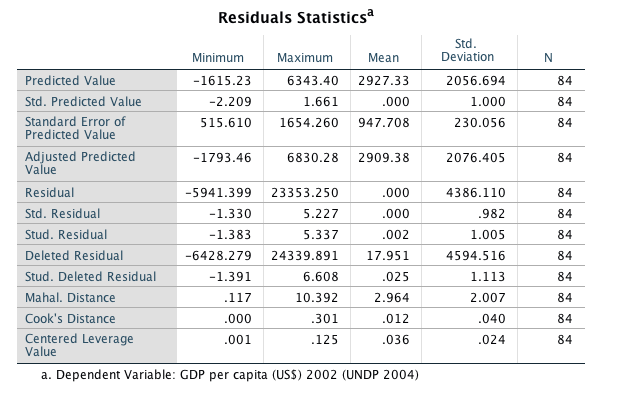 Residuals Statisticsa
Minimum Maximum Mean Std. Deviation N
Predicted Value -1615.23 6343.40 2927.33 2056.694 84
Std. Predicted Value -2.209 1.661 .000 1.000 84
Standard Error of Predicted Value 515.610 1654.260 947.708 230.056 84
Adjusted Predicted Value -1793.46 6830.28 2909.38 2076.405 84
Residual -5941.399 23353.250 .000 4386.110 84
Std. Residual -1.330 5.227 .000 .982 84
Stud. Residual -1.383 5.337 .002 1.005 84
Deleted Residual -6428.279 24339.891 17.951 4594.516 84
Stud. Deleted Residual -1.391 6.608 .025 1.113 84
Mahal. Distance .117 10.392 2.964 2.007 84
Cook's Distance .000 .301 .012 .040 84
Centered Leverage Value .001 .125 .036 .024 84
a. Dependent Variable: GDP per capita (US$) 2002 (UNDP 2004)